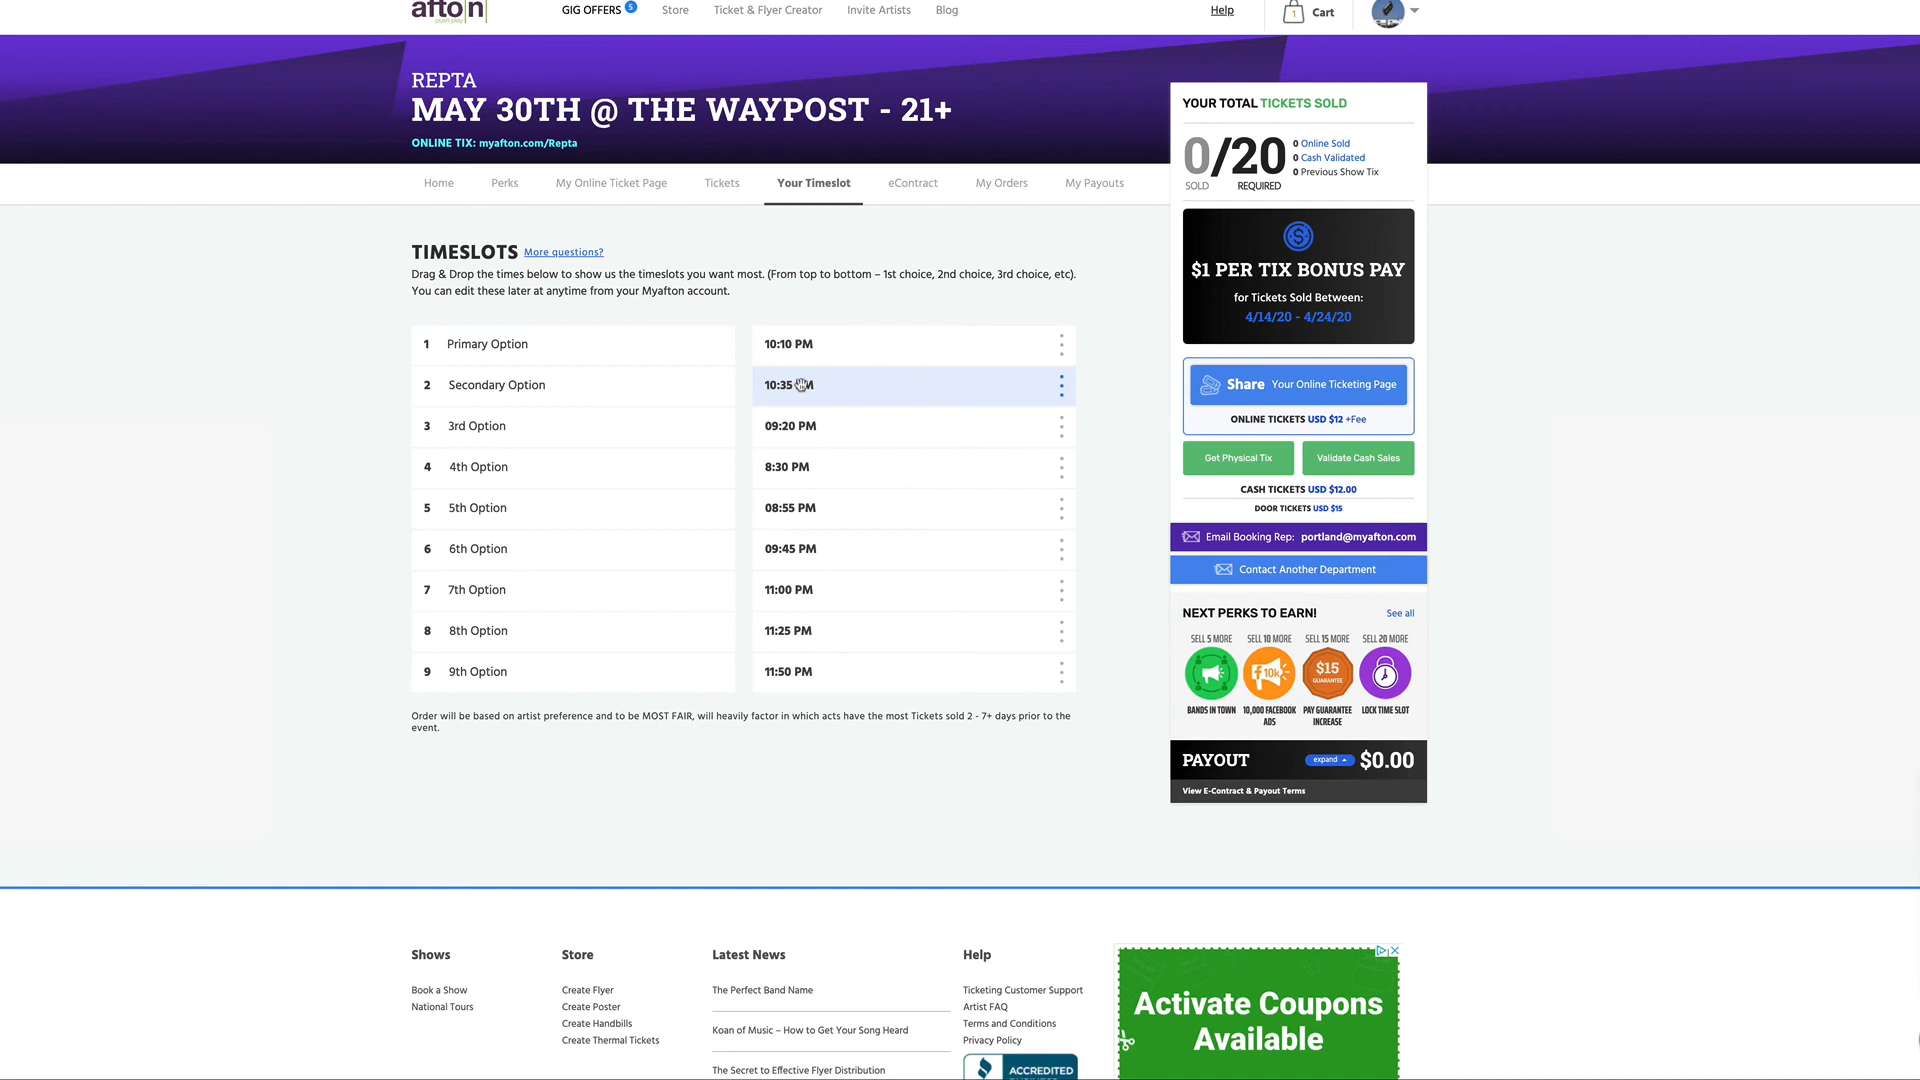 afton
push play
GIG OFFERS 5
Store
Ticket & Flyer Creator
Invite Artists
Blog
Help
1
Cart
REPTA
MAY 30TH @ THE WAYPOST - 21+
ONLINE TIX: myafton.com/Repta
Home
Perks
My Online Ticket Page
Tickets
Your Timeslot
eContract
My Orders
My Payouts
TIMESLOTS More questions?
Drag & Drop the times below to show us the timeslots you want most. (From top to bottom – 1st choice, 2nd choice, 3rd choice, etc).
You can edit these later at anytime from your Myafton account.
1 Primary Option 10:10 PM
2 Secondary Option 10:35 PM
3 3rd Option 09:20 PM
4 4th Option 8:30 PM
5 5th Option 08:55 PM
6 6th Option 09:45 PM
7 7th Option 11:00 PM
8 8th Option 11:25 PM
9 9th Option 11:50 PM
Order will be based on artist preference and to be MOST FAIR, will heavily factor in which acts have the most Tickets sold 2 - 7+ days prior to the
event.
YOUR TOTAL TICKETS SOLD
0/20
SOLD REQUIRED
0 Online Sold
0 Cash Validated
0 Previous Show Tix
$1 PER TIX BONUS PAY
for Tickets Sold Between:
4/14/20 - 4/24/20
Share Your Online Ticketing Page
ONLINE TICKETS USD $12 +Fee
Get Physical Tix
Validate Cash Sales
CASH TICKETS USD $12.00
DOOR TICKETS USD $15
Email Booking Rep: portland@myafton.com
Contact Another Department
NEXT PERKS TO EARN! See all
SELL 5 MORE SELL 10 MORE SELL 15 MORE SELL 20 MORE
f 10k
$15
GUARANTEE
BANDS IN TOWN
10,000 FACEBOOK
ADS
PAY GUARANTEE
INCREASE
LOCK TIME SLOT
PAYOUT expand $0.00
View E-Contract & Payout Terms
Shows
Book a Show
National Tours
Store
Create Flyer
Create Poster
Create Handbills
Create Thermal Tickets
Latest News
The Perfect Band Name
Koan of Music – How to Get Your Song Heard
The Secret to Effective Flyer Distribution
Help
Ticketing Customer Support
Artist FAQ
Terms and Conditions
Privacy Policy
ACCREDITED
Activate Coupons
Available